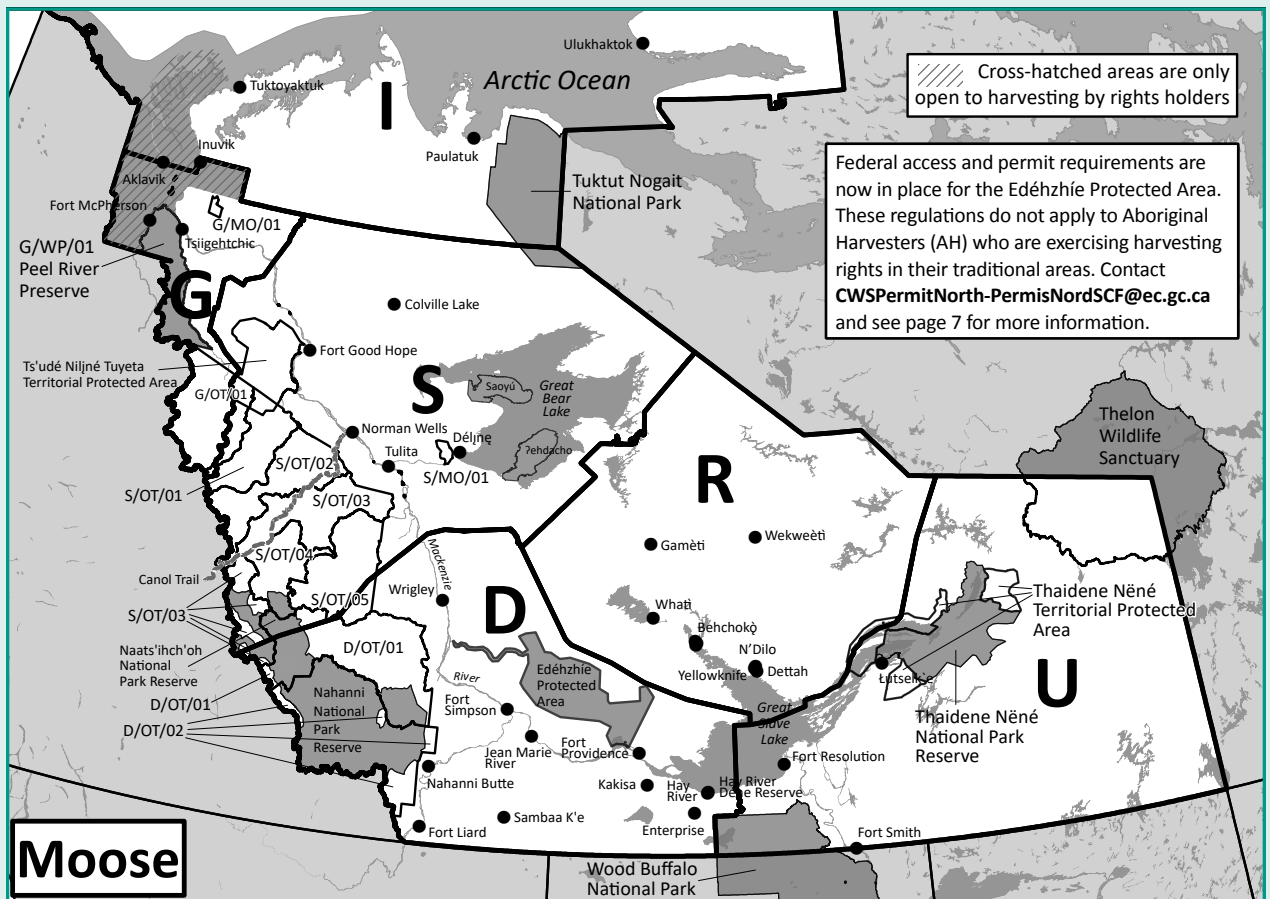 Ulukhaktok
Arctic Ocean
Cross-hatched areas are only
open to harvesting by rights holders
Tuktoyaktuk
I
Inuvik
Paulatuk
Aklavik
Tuktut Nogait
National Park
Federal access and permit requirements are
now in place for the Edéhzhíe Protected Area.
These regulations do not apply to Aboriginal
Harvesters (AH) who are exercising harvesting
rights in their traditional areas. Contact
CWSPermitNorth-PermisNordSCF@ec.gc.ca
and see page 7 for more information.
Fort McPherson
G/MO/01
Tsiigehtchic
G/WP/01
Peel River
Preserve
G
Colville Lake
Fort Good Hope
Ts'udé Nilįné Tuyeta
Territorial Protected Area
G/OT/01
S
Saoyú
Great
Bear
Lake
Norman Wells
Délįnę
Ɂehdacho
Tulita
S/MO/01
S/OT/02
S/OT/01
S/OT/03
Thelon
Wildlife
Sanctuary
R
Wekweètì
Gamètì
S/OT/04
Canol Trail
Mackenzie
Wrigley
S/OT/05
S/OT/03
D
Whatì
Behchokǫ̀
Thaidene Nëné
Territorial Protected
Area
Naats'ihch'oh
National
Park Reserve
D/OT/01
N'Dilo
Dettah
Yellowknife
Edéhzhíe
Protected
Area
River
Łutselk'e
U
D/OT/01
Nahanni
National
Park
Reserve
D/OT/02
Fort
Simpson
Great
Slave
Lake
Thaidene Nëné
National Park
Reserve
Jean Marie
River
Fort
Providence
Fort Resolution
Nahanni Butte
Kakisa
Hay
River
Hay River
Dene Reserve
Sambaa K'e
Enterprise
Fort Liard
Fort Smith
Moose
Wood Buffalo
National Park